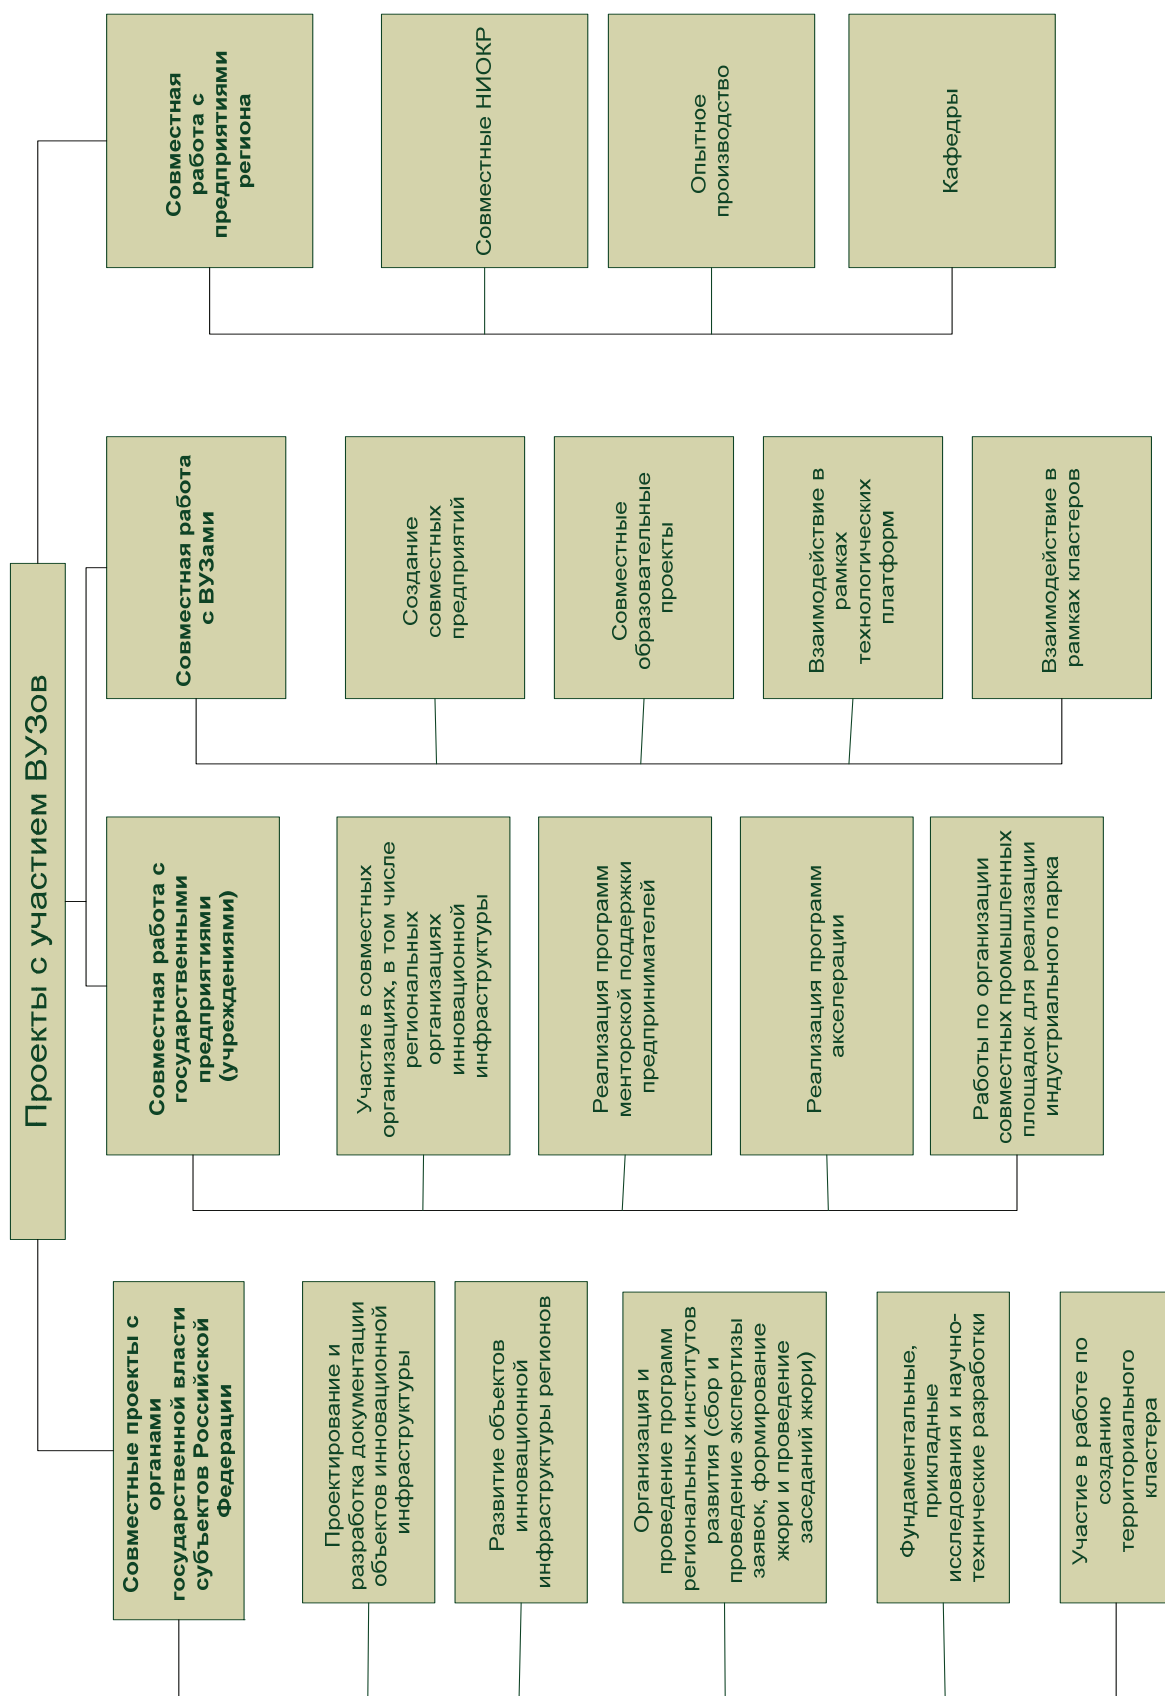 Проекты с участием ВУЗов
Совместные проекты с
органами
государственной власти
субъектов Российской
Федерации
Проектирование и
разработка документации
объектов инновационной
инфраструктуры
Развитие объектов
инновационной
инфраструктуры регионов
Организация и
проведение программ
региональных институтов
развития (сбор и
проведение экспертизы
заявок, формирование
жюри и проведение
заседаний жюри)
Фундаментальные,
прикладные
исследования и научно-
технические разработки
Участие в работе по
созданию
территориального
кластера
Совместная работа с
государственными
предприятиями
(учреждениями)
Участие в совместных
организациях, в том числе
региональных
организациях
инновационной
инфраструктуры
Реализация программ
менторской поддержки
предпринимателей
Реализация программ
акселерации
Работы по организации
совместных промышленных
площадок для реализации
индустриального парка
Совместная работа
с ВУЗами
Создание
совместных
предприятий
Совместные
образовательные
проекты
Взаимодействие в
рамках
технологических
платформ
Взаимодействие в
рамках кластеров
Совместная
работа с
предприятиями
региона
Совместные НИОКР
Опытное
производство
Кафедры